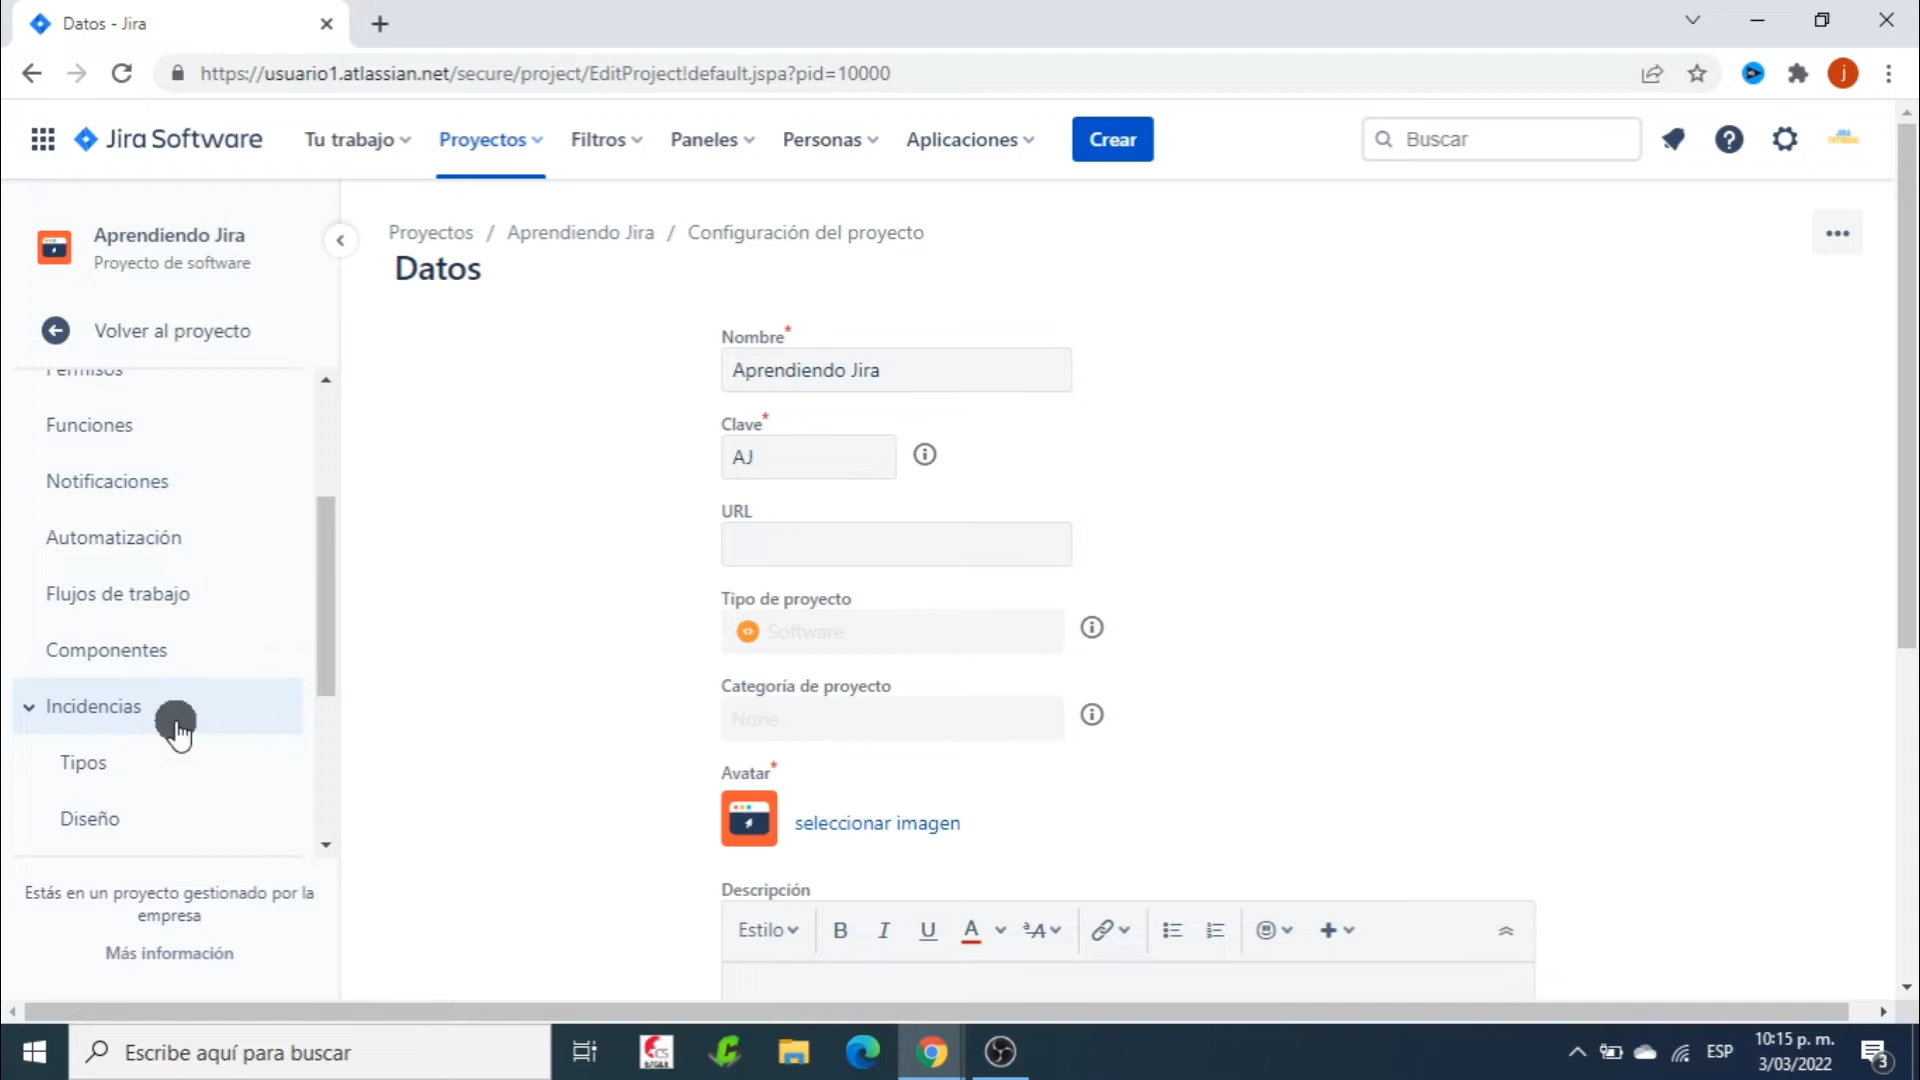 Datos - Jira
https://usuario1.atlassian.net/secure/project/EditProject!default.jspa?pid=10000
j
Jira Software
Tu trabajo
Proyectos
Filtros
Paneles
Personas
Aplicaciones
Crear
Buscar
Aprendiendo Jira
Proyecto de software
Volver al proyecto
Permisos
Funciones
Notificaciones
Automatización
Flujos de trabajo
Componentes
Incidencias
Tipos
Diseño
Estás en un proyecto gestionado por la
empresa
Más información
Proyectos / Aprendiendo Jira / Configuración del proyecto
Datos
Nombre*
Aprendiendo Jira
Clave*
AJ
URL
Tipo de proyecto
Software
Categoría de proyecto
None
Avatar*
seleccionar imagen
Descripción
Estilo B I U A ªA
Escribe aquí para buscar
ESP
10:15 p. m.
3/03/2022
3